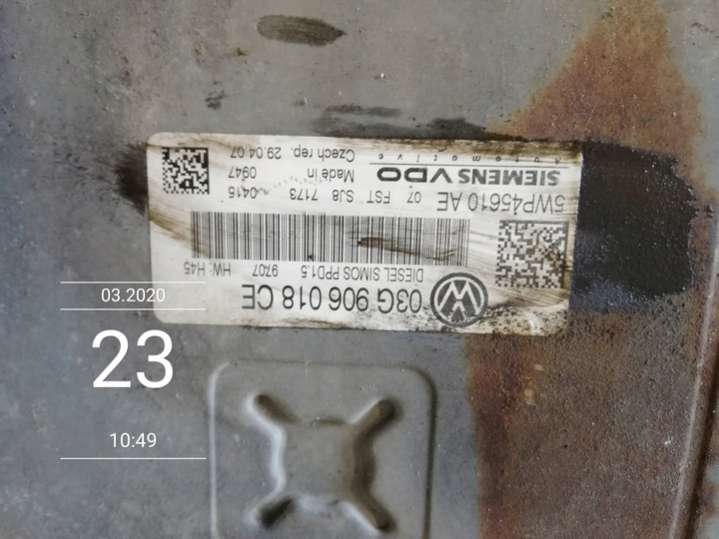 03G 906 018 CE
DIESEL SIMOS PPD1.5 9707 HW: H45
5WP45610 AE 07 FST SJ8 7173 0415
SIEMENS VDO
Automotive
Made in 0947
Czech rep. 29.04.07
03.2020
23
10:49